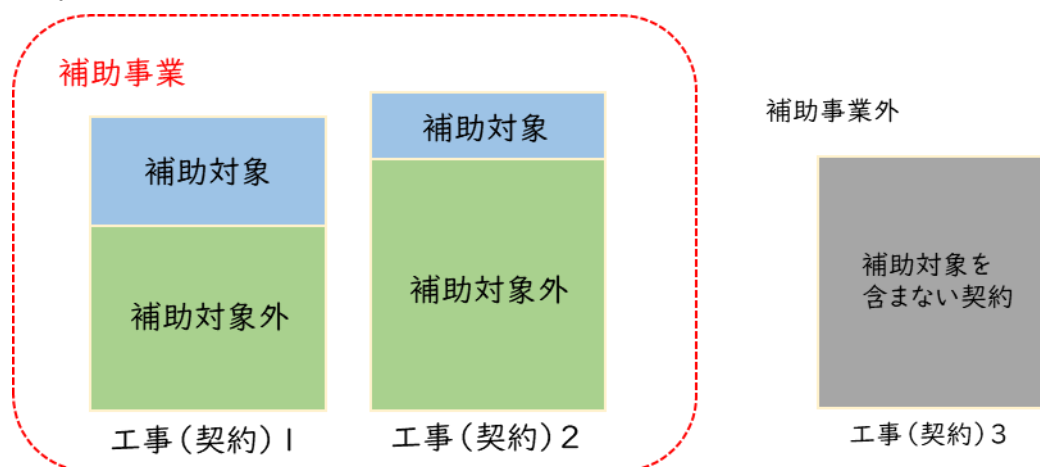 補助事業
補助対象
補助対象外
工事(契約)1
補助対象
補助対象外
工事(契約)2
補助事業外
補助対象を
含まない契約
工事(契約)3